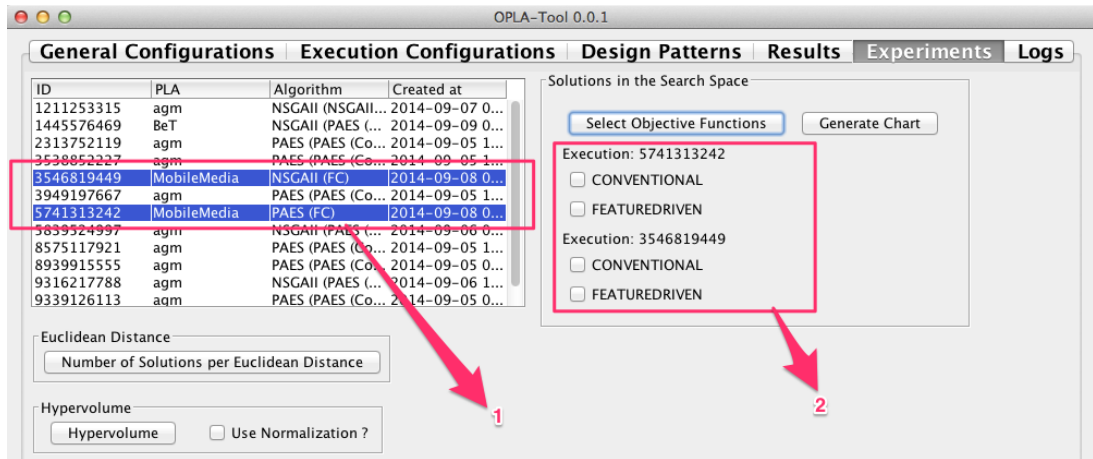 OPLA-Tool 0.0.1
General Configurations Execution Configurations Design Patterns Results Experiments Logs
ID PLA Algorithm Created at
1211253315 agm NSGAII (NSGAII... 2014-09-07 0...
1445576469 BeT NSGAII (PAES (... 2014-09-09 0...
2313752119 agm PAES (PAES (Co... 2014-09-05 1...
3538852227 agm PAES (PAES (Co... 2014-09-05 1...
3546819449 MobileMedia NSGAII (FC) 2014-09-08 0...
3949197667 agm PAES (PAES (Co... 2014-09-05 1...
5741313242 MobileMedia PAES (FC) 2014-09-08 0...
5839524997 agm NSGAII (PAES (... 2014-09-06 0...
8575117921 agm PAES (PAES (Co... 2014-09-05 1...
8939915555 agm PAES (PAES (Co... 2014-09-05 0...
9316217788 agm NSGAII (PAES (... 2014-09-06 1...
9339126113 agm PAES (PAES (Co... 2014-09-05 0...
Solutions in the Search Space
Select Objective Functions Generate Chart
Execution: 5741313242
CONVENTIONAL
FEATUREDRIVEN
Execution: 3546819449
CONVENTIONAL
FEATUREDRIVEN
Euclidean Distance
Number of Solutions per Euclidean Distance
Hypervolume
Hypervolume Use Normalization ?
1
2